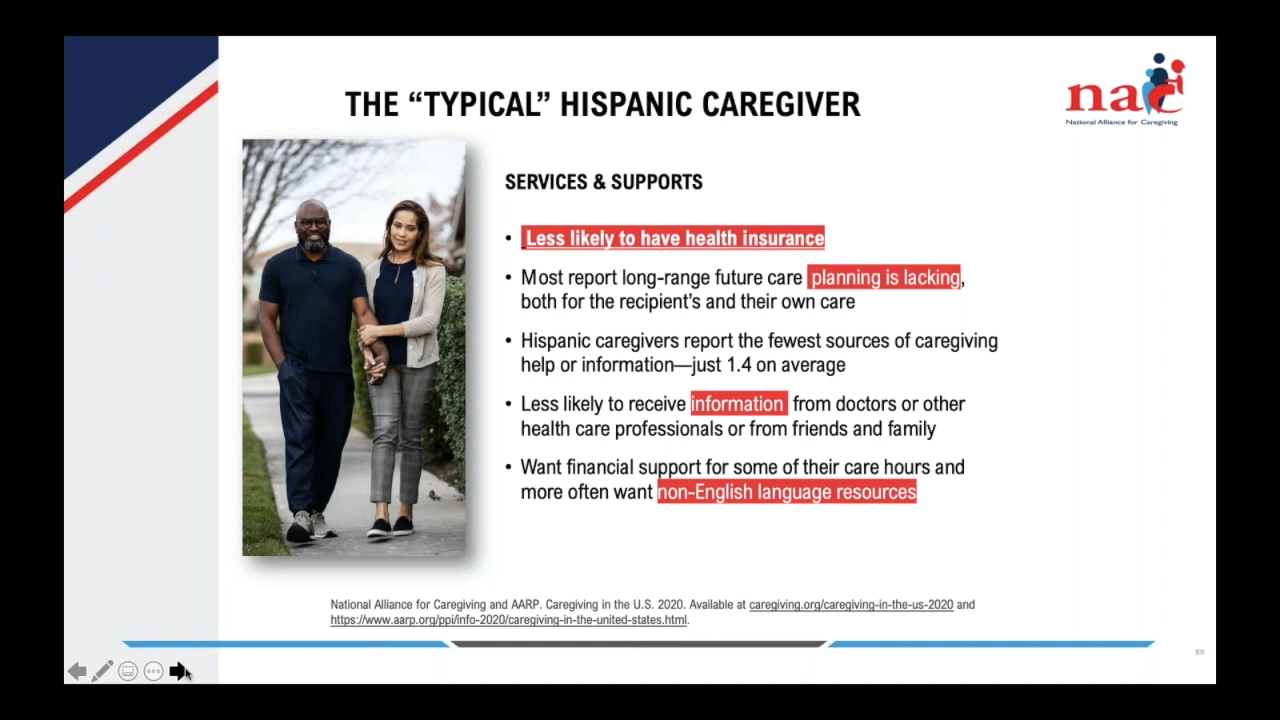 THE “TYPICAL” HISPANIC CAREGIVER
nac
National Alliance for Caregiving
SERVICES & SUPPORTS
• Less likely to have health insurance
• Most report long-range future care planning is lacking,
both for the recipient’s and their own care
• Hispanic caregivers report the fewest sources of caregiving
help or information—just 1.4 on average
• Less likely to receive information from doctors or other
health care professionals or from friends and family
• Want financial support for some of their care hours and
more often want non-English language resources
National Alliance for Caregiving and AARP. Caregiving in the U.S. 2020. Available at caregiving.org/caregiving-in-the-us-2020 and
https://www.aarp.org/ppi/info-2020/caregiving-in-the-united-states.html.